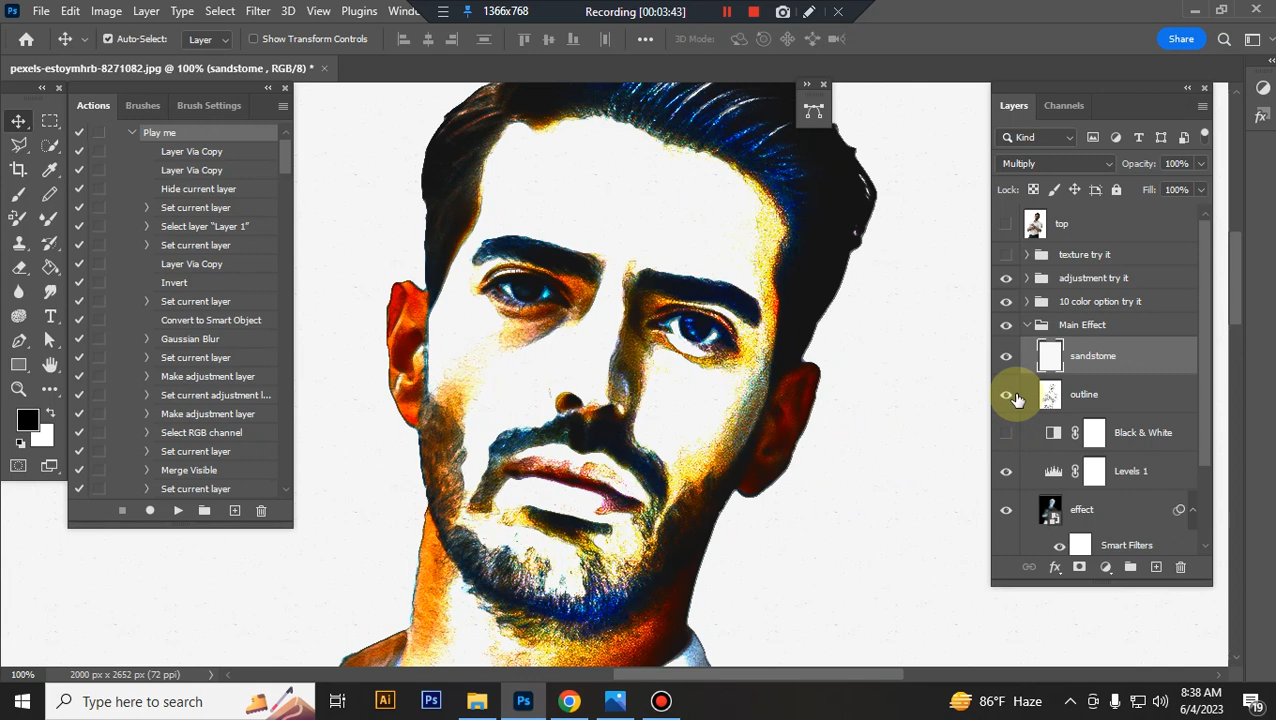 1366x768
Recording [00:03:43]
Ps
File
Edit
Image
Layer
Type
Select
Filter
3D
View
Plugins
Auto-Select:
Layer
Show Transform Controls
3D Mode:
Share
pexels-estoymhrb-8271082.jpg @ 100% (sandstome , RGB/8) *
Actions
Brushes
Brush Settings
Play me
Layer Via Copy
Layer Via Copy
Hide current layer
Set current layer
Select layer "Layer 1"
Set current layer
Layer Via Copy
Invert
Set current layer
Convert to Smart Object
Gaussian Blur
Set current layer
Make adjustment layer
Set current adjustment l...
Make adjustment layer
Select RGB channel
Set current layer
Merge Visible
Set current layer
Layers
Channels
Kind
Multiply
Opacity: 100%
Lock:
Fill: 100%
top
texture try it
adjustment try it
10 color option try it
Main Effect
sandstome
outline
Black & White
Levels 1
effect
Smart Filters
fx
100%
2000 px x 2652 px (72 ppi)
Type here to search
Ai
Ps
Ps
86°F Haze
8:38 AM
6/4/2023
19